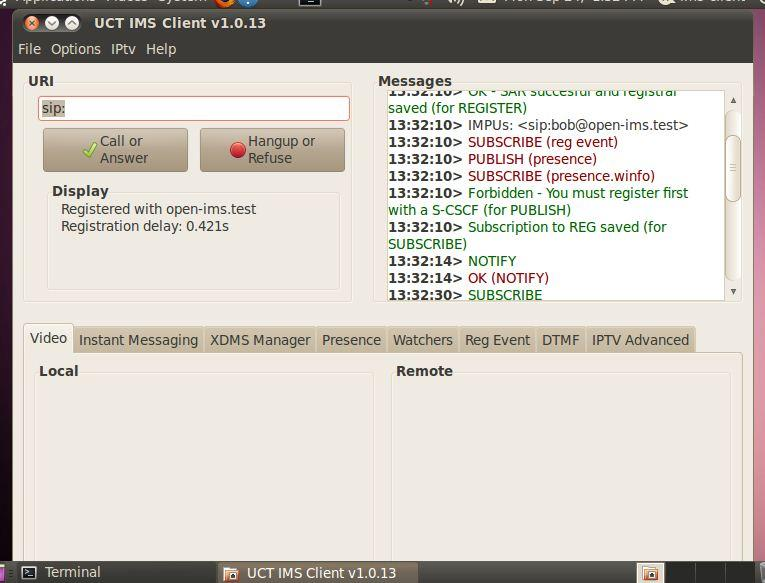 UCT IMS Client v1.0.13
File Options IPtv Help
URI
sip:
Call or
Answer
Hangup or
Refuse
Display
Registered with open-ims.test
Registration delay: 0.421s
Messages
13:32:10> OK - SAR succesful and registrar
saved (for REGISTER)
13:32:10> IMPUs: <sip:bob@open-ims.test>
13:32:10> SUBSCRIBE (reg event)
13:32:10> PUBLISH (presence)
13:32:10> SUBSCRIBE (presence.winfo)
13:32:10> Forbidden - You must register first
with a S-CSCF (for PUBLISH)
13:32:10> Subscription to REG saved (for
SUBSCRIBE)
13:32:14> NOTIFY
13:32:14> OK (NOTIFY)
13:32:30> SUBSCRIBE
Video Instant Messaging XDMS Manager Presence Watchers Reg Event DTMF IPTV Advanced
Local
Remote
Terminal
UCT IMS Client v1.0.13